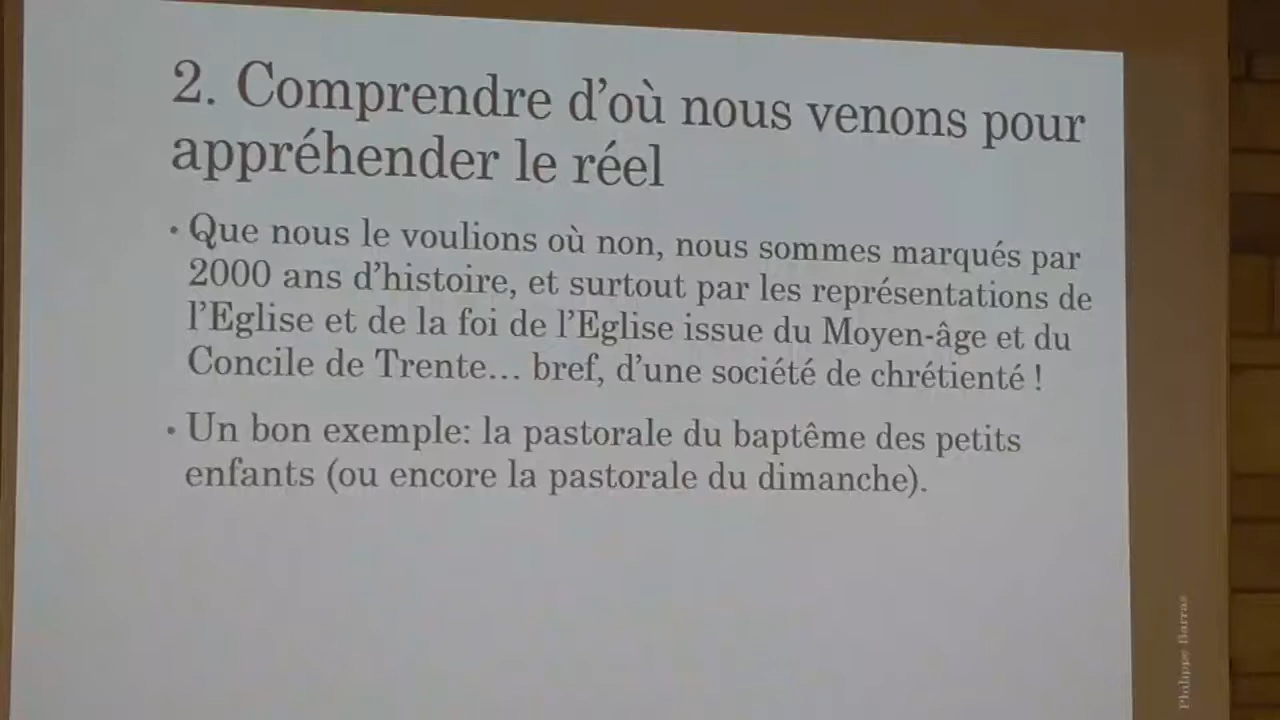 2. Comprendre d'où nous venons pour
appréhender le réel
• Que nous le voulions où non, nous sommes marqués par
2000 ans d'histoire, et surtout par les représentations de
l'Eglise et de la foi de l'Eglise issue du Moyen-âge et du
Concile de Trente… bref, d'une société de chrétienté !
• Un bon exemple: la pastorale du baptême des petits
enfants (ou encore la pastorale du dimanche).
Philippe Barras